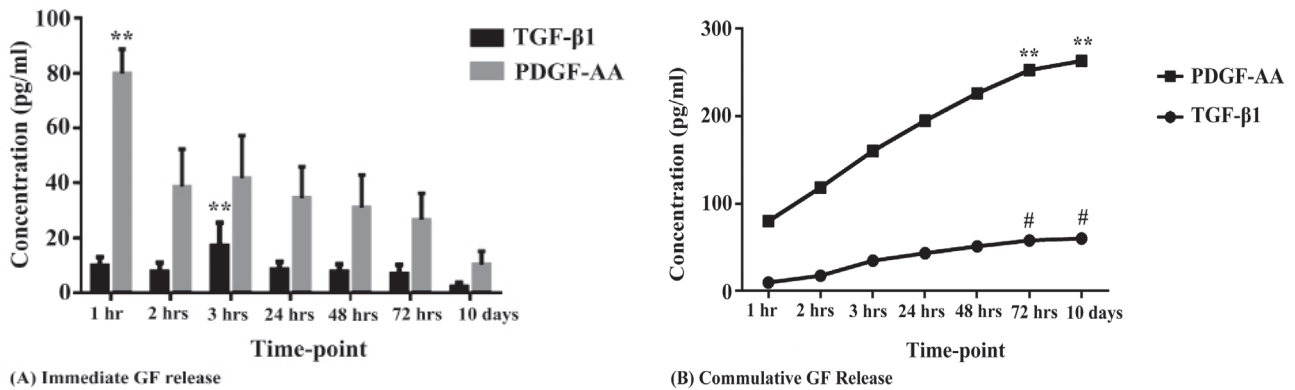 100
80
60
40
20
0
Concentration (pg/ml)
**
**
TGF-β1
PDGF-AA
1 hr 2 hrs 3 hrs 24 hrs 48 hrs 72 hrs 10 days
Time-point
(A) Immediate GF release
300
200
100
0
Concentration (pg/ml)
** **
# #
PDGF-AA
TGF-β1
1 hr 2 hrs 3 hrs 24 hrs 48 hrs 72 hrs 10 days
Time-point
(B) Commulative GF Release